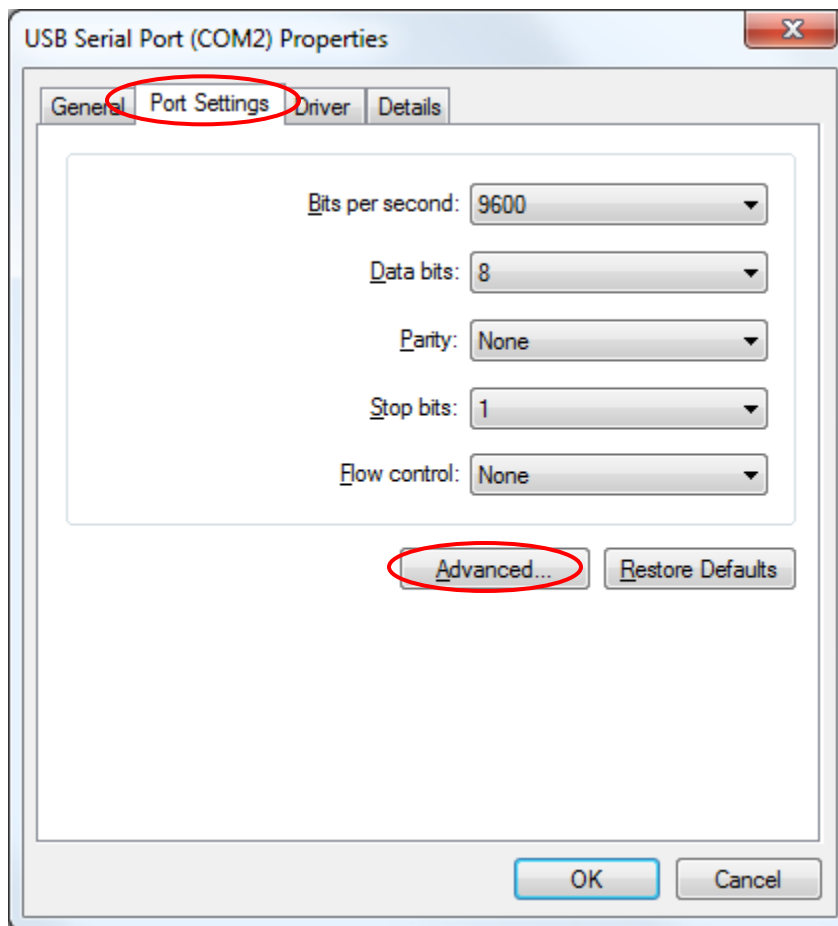 USB Serial Port (COM2) Properties
General Port Settings Driver Details
Bits per second: 9600
Data bits: 8
Parity: None
Stop bits: 1
Flow control: None
Advanced... Restore Defaults
OK Cancel